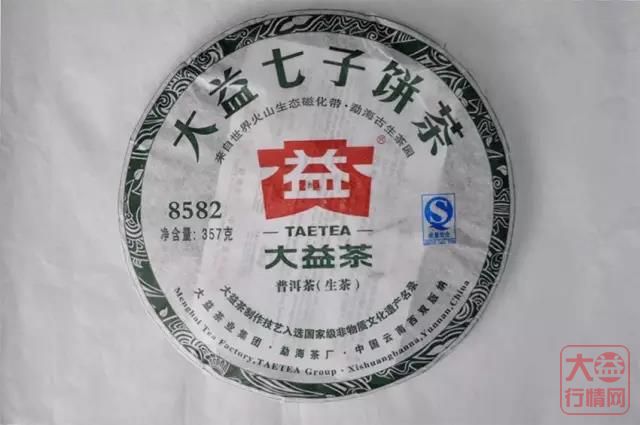 大益七子饼茶
来自世界火山生态磁化带·勐海古生茶园
益
®
8582
净含量: 357克
TAETEA
大益茶
普洱茶(生茶)
大益茶制作技艺入选国家级非物质文化遗产名录
大益茶业集团·勐海茶厂·中国云南西双版纳
Menghai Tea Factory,TAETEA Group·Xishuangbanna,Yunnan,China
大益
行情网